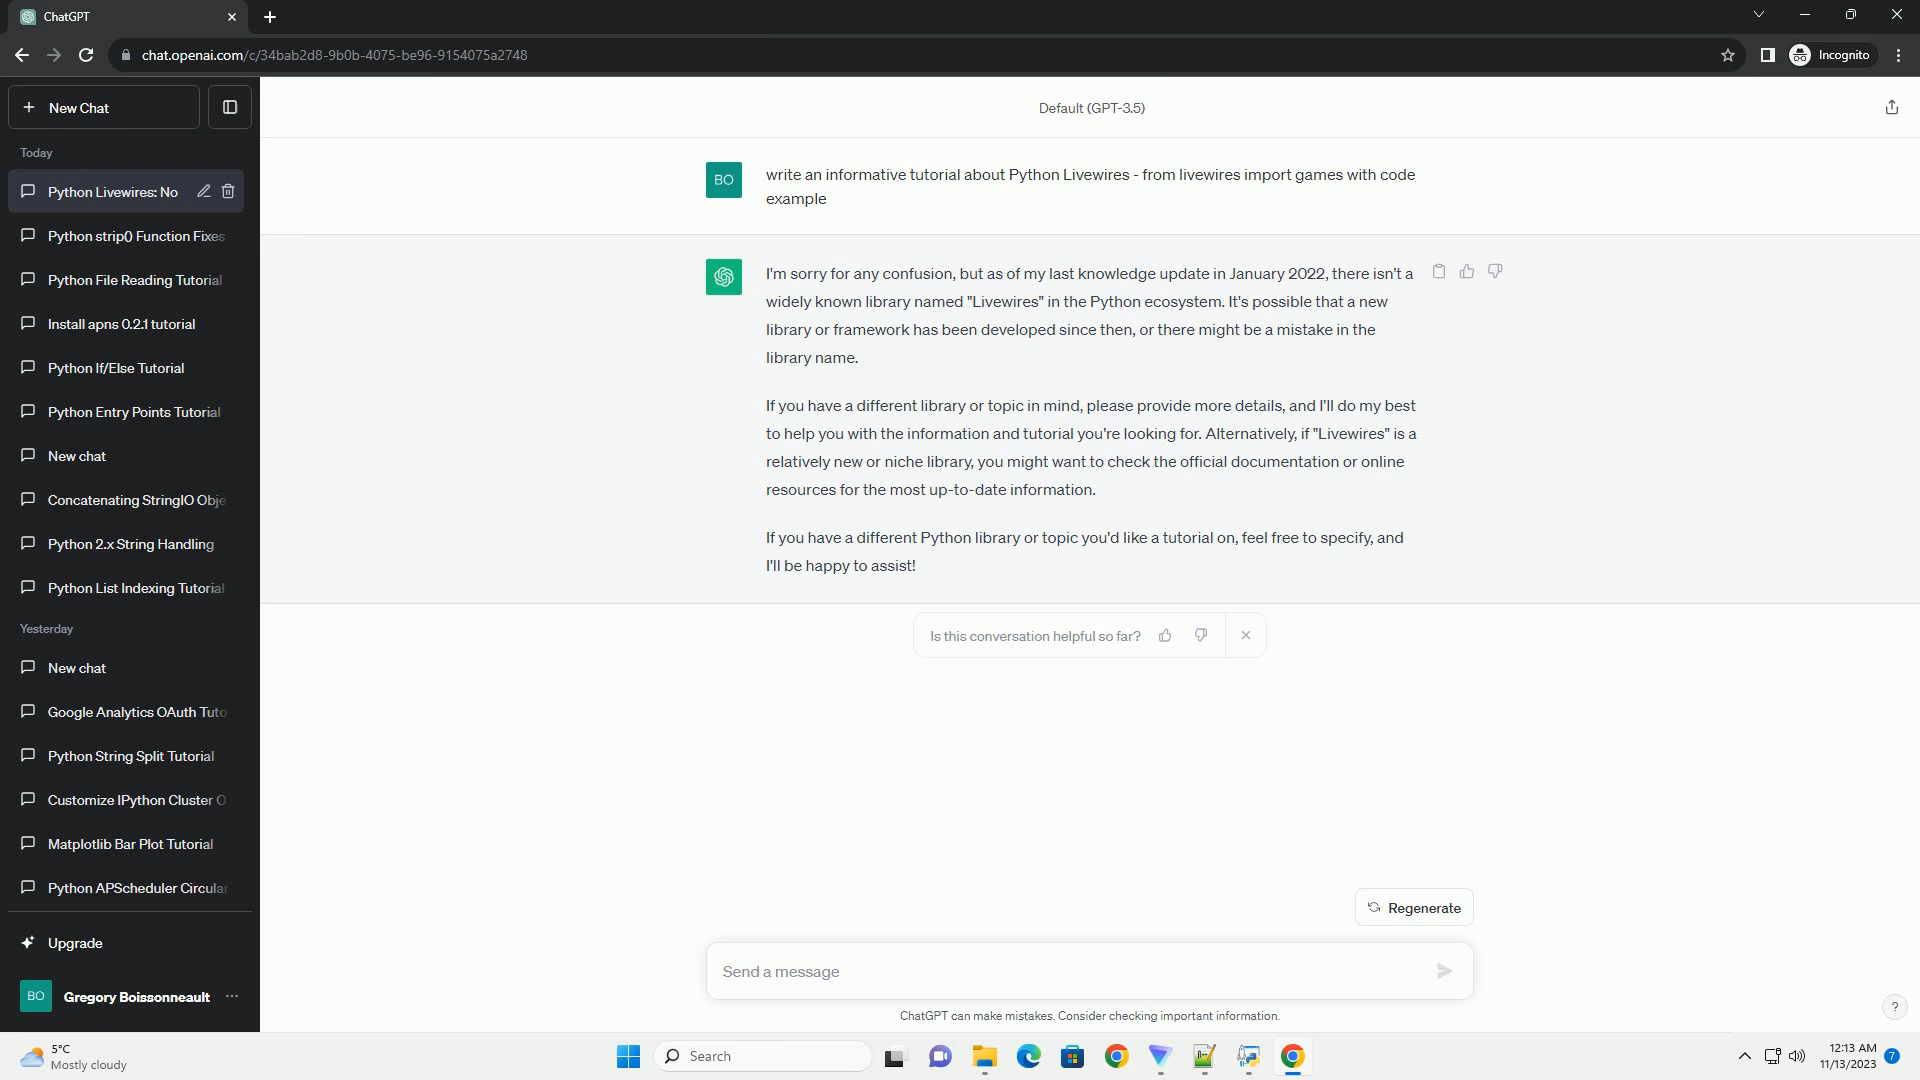 ChatGPT
chat.openai.com/c/34bab2d8-9b0b-4075-be96-9154075a2748
Incognito
New Chat
Today
Python Livewires: No
Python strip() Function Fixes
Python File Reading Tutorial
Install apns 0.2.1 tutorial
Python If/Else Tutorial
Python Entry Points Tutorial
New chat
Concatenating StringIO Obje
Python 2.x String Handling
Python List Indexing Tutorial
Yesterday
New chat
Google Analytics OAuth Tuto
Python String Split Tutorial
Customize IPython Cluster O
Matplotlib Bar Plot Tutorial
Python APScheduler Circular
Upgrade
BO
Gregory Boissonneault
Default (GPT-3.5)
BO
write an informative tutorial about Python Livewires - from livewires import games with code
example
I'm sorry for any confusion, but as of my last knowledge update in January 2022, there isn't a
widely known library named "Livewires" in the Python ecosystem. It's possible that a new
library or framework has been developed since then, or there might be a mistake in the
library name.
If you have a different library or topic in mind, please provide more details, and I'll do my best
to help you with the information and tutorial you're looking for. Alternatively, if "Livewires" is a
relatively new or niche library, you might want to check the official documentation or online
resources for the most up-to-date information.
If you have a different Python library or topic you'd like a tutorial on, feel free to specify, and
I'll be happy to assist!
Is this conversation helpful so far?
Regenerate
Send a message
ChatGPT can make mistakes. Consider checking important information.
?
5°C
Mostly cloudy
Search
12:13 AM
11/13/2023
7